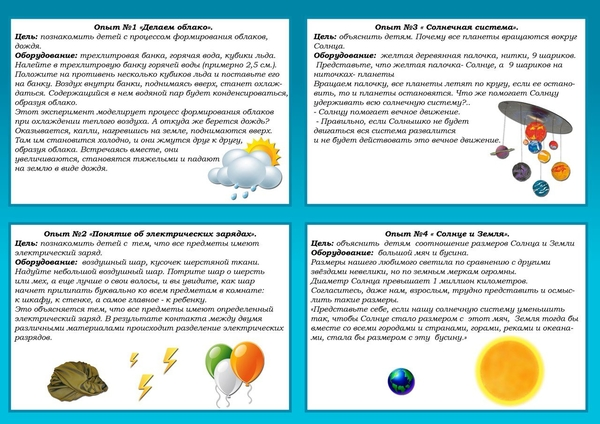 Опыт №1 «Делаем облако».
Цель: познакомить детей с процессом формирования облаков,
дождя.
Оборудование: трехлитровая банка, горячая вода, кубики льда.
Налейте в трехлитровую банку горячей воды (примерно 2,5 см.).
Положите на противень несколько кубиков льда и поставьте его
на банку. Воздух внутри банки, поднимаясь вверх, станет охлаж-
даться. Содержащийся в нем водяной пар будет конденсироваться,
образуя облако.
Этот эксперимент моделирует процесс формирования облаков
при охлаждении теплого воздуха. А откуда же берется дождь?
Оказывается, капли, нагревшись на земле, поднимаются вверх.
Там им становится холодно, и они жмутся друг к другу,
образуя облака. Встречаясь вместе, они
увеличиваются, становятся тяжелыми и падают
на землю в виде дождя.
Опыт №3 « Солнечная система».
Цель: объяснить детям. Почему все планеты вращаются вокруг
Солнца.
Оборудование: желтая деревянная палочка, нитки, 9 шариков.
Представьте, что желтая палочка- Солнце, а 9 шариков на
ниточках- планеты
Вращаем палочку, все планеты летят по кругу, если ее остано-
вить, то и планеты остановятся. Что же помогает Солнцу
удерживать всю солнечную систему?..
- Солнцу помогает вечное движение.
- Правильно, если Солнышко не будет
двигаться вся система развалится
и не будет действовать это вечное движение.
Опыт №2 «Понятие об электрических зарядах».
Цель: познакомить детей с тем, что все предметы имеют
электрический заряд.
Оборудование: воздушный шар, кусочек шерстяной ткани.
Надуйте небольшой воздушный шар. Потрите шар о шерсть
или мех, а еще лучше о свои волосы, и вы увидите, как шар
начнет прилипать буквально ко всем предметам в комнате:
к шкафу, к стенке, а самое главное - к ребенку.
Это объясняется тем, что все предметы имеют определенный
электрический заряд. В результате контакта между двумя
различными материалами происходит разделение электрических
разрядов.
Опыт №4 « Солнце и Земля».
Цель: объяснить детям соотношение размеров Солнца и Земли
Оборудование: большой мяч и бусина.
Размеры нашего любимого светила по сравнению с другими
звёздами невелики, но по земным меркам огромны.
Диаметр Солнца превышает 1 миллион километров.
Согласитесь, даже нам, взрослым, трудно представить и осмыс-
лить такие размеры.
«Представьте себе, если нашу солнечную систему уменьшить
так, чтобы Солнце стало размером с этот мяч, Земля тогда бы
вместе со всеми городами и странами, горами, реками и океана-
ми, стала бы размером с эту бусину.»